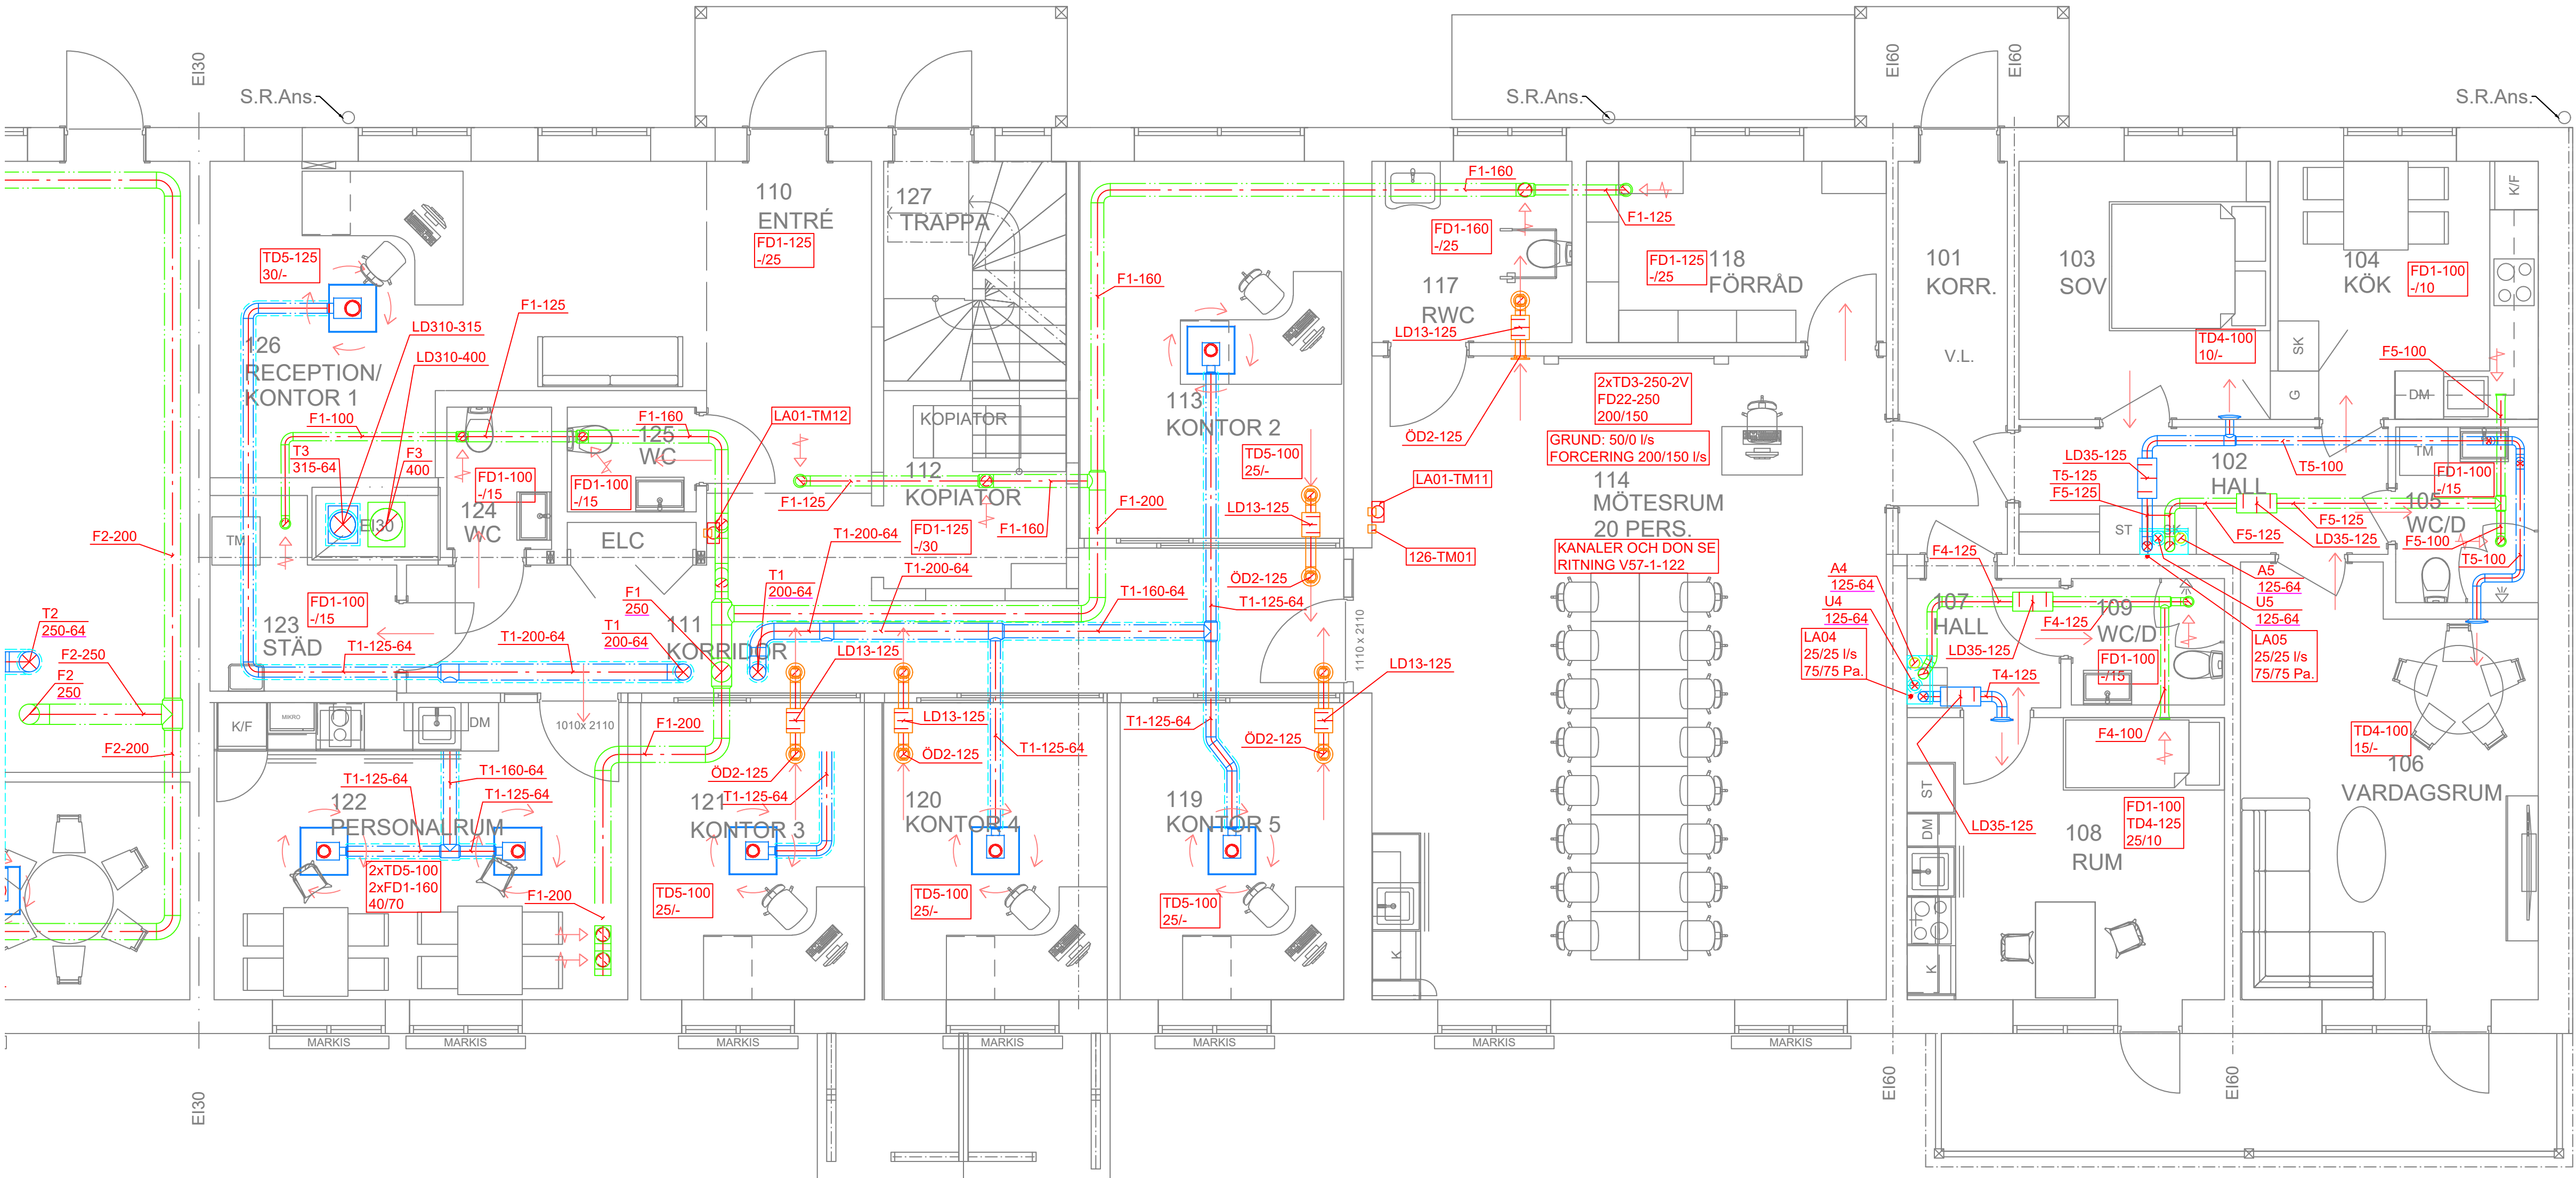 EI30
S.R.Ans.
S.R.Ans.
EI60
EI60
S.R.Ans.
TD5-125
30/-
110
ENTRÉ
FD1-125
-/25
127
TRAPPA
F1-160
F1-125
FD1-160
-/25
117
RWC
FD1-125
-/25
118
FÖRRÅD
101
KORR.
V.L.
103
SOV
104
KÖK
K/F
FD1-100
-/10
TD4-100
10/-
SK
G
DM
F5-100
F1-160
F1-125
LD310-315
LD310-400
126
RECEPTION/
KONTOR 1
F1-100
T3
315-64
F3
400
EI30
F1-160
125
WC
FD1-100
-/15
FD1-100
-/15
124
WC
TM
ELC
LA01-TM12
KOPIATOR
F1-125
112
KOPIATOR
F1-160
FD1-125
-/30
F1-200
113
KONTOR 2
TD5-100
25/-
LD13-125
ÖD2-125
LD13-125
ÖD2-125
2xTD3-250-2V
FD22-250
200/150
GRUND: 50/0 l/s
FORCERING 200/150 l/s
114
MÖTESRUM
20 PERS.
KANALER OCH DON SE
RITNING V57-1-122
LA01-TM11
126-TM01
LD35-125
T5-125
F5-125
102
HALL
T5-100
TM
FD1-100
-/15
105
WC/D
F5-100
T5-100
ST
SK
F5-125
F5-125
LD35-125
F2-200
T2
250-64
F2-250
F2
250
F2-200
123
STÄD
FD1-100
-/15
T1-125-64
T1-200-64
F1
250
T1
200-64
111
KORRIDOR
T1
200-64
T1-200-64
T1-200-64
T1-160-64
T1-125-64
LD13-125
1110 x 2110
LD13-125
F4-125
A4
125-64
U4
125-64
LA04
25/25 l/s
75/75 Pa.
107
HALL
LD35-125
T4-125
F4-125
109
WC/D
FD1-100
-/15
F4-100
A5
125-64
U5
125-64
LA05
25/25 l/s
75/75 Pa.
K/F
MIKRO
DM
1010x 2110
F1-200
T1-125-64
T1-160-64
T1-125-64
122
PERSONALRUM
2xTD5-100
2xFD1-160
40/70
F1-200
ÖD2-125
T1-125-64
121
KONTOR 3
TD5-100
25/-
LD13-125
ÖD2-125
T1-125-64
120
KONTOR 4
TD5-100
25/-
T1-125-64
ÖD2-125
119
KONTOR 5
TD5-100
25/-
K
ST
DM
K
LD35-125
108
RUM
FD1-100
TD4-125
25/10
TD4-100
15/-
106
VARDAGSRUM
MARKIS
MARKIS
MARKIS
MARKIS
MARKIS
MARKIS
MARKIS
EI30
EI60
EI60